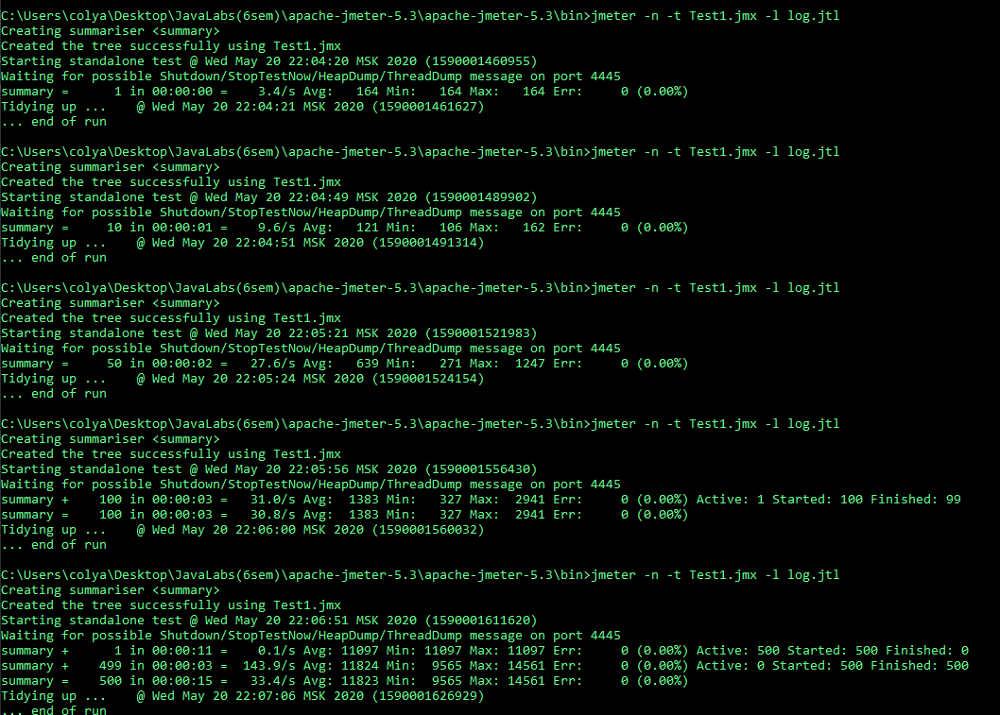 C:\Users\colya\Desktop\JavaLabs(6sem)\apache-jmeter-5.3\apache-jmeter-5.3\bin>jmeter -n -t Test1.jmx -l log.jtl
Creating summariser <summary>
Created the tree successfully using Test1.jmx
Starting standalone test @ Wed May 20 22:04:20 MSK 2020 (1590001460955)
Waiting for possible Shutdown/StopTestNow/HeapDump/ThreadDump message on port 4445
summary =      1 in 00:00:00 =    3.4/s Avg:   164 Min:   164 Max:   164 Err:     0 (0.00%)
Tidying up ...    @ Wed May 20 22:04:21 MSK 2020 (1590001461627)
... end of run

C:\Users\colya\Desktop\JavaLabs(6sem)\apache-jmeter-5.3\apache-jmeter-5.3\bin>jmeter -n -t Test1.jmx -l log.jtl
Creating summariser <summary>
Created the tree successfully using Test1.jmx
Starting standalone test @ Wed May 20 22:04:49 MSK 2020 (1590001489902)
Waiting for possible Shutdown/StopTestNow/HeapDump/ThreadDump message on port 4445
summary =     10 in 00:00:01 =    9.6/s Avg:   121 Min:   106 Max:   162 Err:     0 (0.00%)
Tidying up ...    @ Wed May 20 22:04:51 MSK 2020 (1590001491314)
... end of run

C:\Users\colya\Desktop\JavaLabs(6sem)\apache-jmeter-5.3\apache-jmeter-5.3\bin>jmeter -n -t Test1.jmx -l log.jtl
Creating summariser <summary>
Created the tree successfully using Test1.jmx
Starting standalone test @ Wed May 20 22:05:21 MSK 2020 (1590001521983)
Waiting for possible Shutdown/StopTestNow/HeapDump/ThreadDump message on port 4445
summary =     50 in 00:00:02 =   27.6/s Avg:   639 Min:   271 Max:  1247 Err:     0 (0.00%)
Tidying up ...    @ Wed May 20 22:05:24 MSK 2020 (1590001524154)
... end of run

C:\Users\colya\Desktop\JavaLabs(6sem)\apache-jmeter-5.3\apache-jmeter-5.3\bin>jmeter -n -t Test1.jmx -l log.jtl
Creating summariser <summary>
Created the tree successfully using Test1.jmx
Starting standalone test @ Wed May 20 22:05:56 MSK 2020 (1590001556430)
Waiting for possible Shutdown/StopTestNow/HeapDump/ThreadDump message on port 4445
summary +    100 in 00:00:03 =   31.0/s Avg:  1383 Min:   327 Max:  2941 Err:     0 (0.00%) Active: 1 Started: 100 Finished: 99
summary =    100 in 00:00:03 =   30.8/s Avg:  1383 Min:   327 Max:  2941 Err:     0 (0.00%)
Tidying up ...    @ Wed May 20 22:06:00 MSK 2020 (1590001560032)
... end of run

C:\Users\colya\Desktop\JavaLabs(6sem)\apache-jmeter-5.3\apache-jmeter-5.3\bin>jmeter -n -t Test1.jmx -l log.jtl
Creating summariser <summary>
Created the tree successfully using Test1.jmx
Starting standalone test @ Wed May 20 22:06:51 MSK 2020 (1590001611620)
Waiting for possible Shutdown/StopTestNow/HeapDump/ThreadDump message on port 4445
summary +      1 in 00:00:11 =    0.1/s Avg: 11097 Min: 11097 Max: 11097 Err:     0 (0.00%) Active: 500 Started: 500 Finished: 0
summary +    499 in 00:00:03 =  143.9/s Avg: 11824 Min:  9565 Max: 14561 Err:     0 (0.00%) Active: 0 Started: 500 Finished: 500
summary =    500 in 00:00:15 =   33.4/s Avg: 11823 Min:  9565 Max: 14561 Err:     0 (0.00%)
Tidying up ...    @ Wed May 20 22:07:06 MSK 2020 (1590001626929)
... end of run